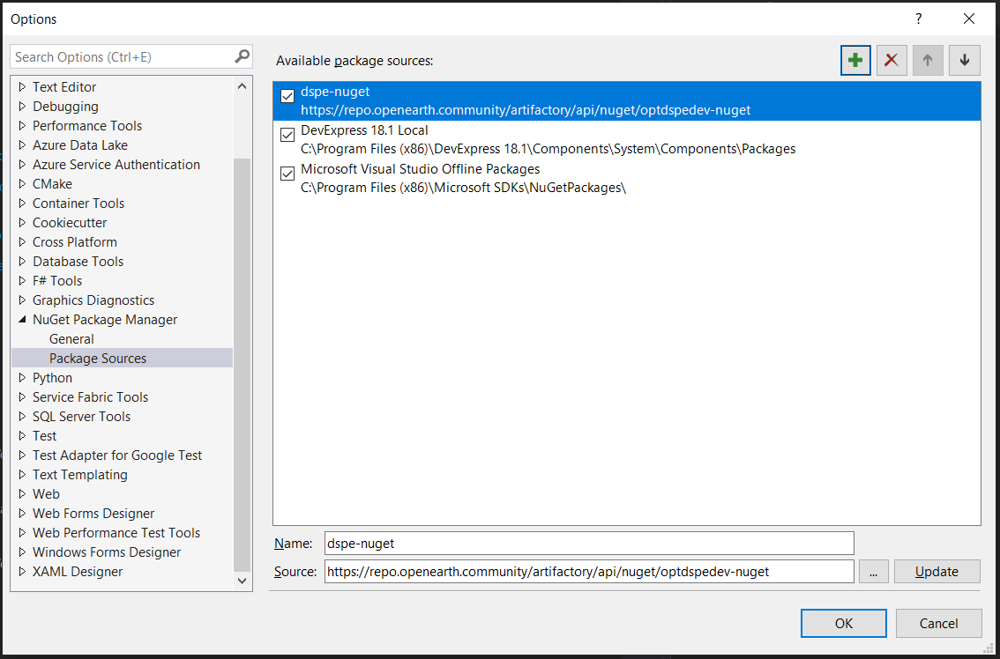 Options
?
Search Options (Ctrl+E)
Text Editor
Debugging
Performance Tools
Azure Data Lake
Azure Service Authentication
CMake
Container Tools
Cookiecutter
Cross Platform
Database Tools
F# Tools
Graphics Diagnostics
NuGet Package Manager
General
Package Sources
Python
Service Fabric Tools
SQL Server Tools
Test
Test Adapter for Google Test
Text Templating
Web
Web Forms Designer
Web Performance Test Tools
Windows Forms Designer
XAML Designer
Available package sources:
dspe-nuget
https://repo.openearth.community/artifactory/api/nuget/optdspedev-nuget
DevExpress 18.1 Local
C:\Program Files (x86)\DevExpress 18.1\Components\System\Components\Packages
Microsoft Visual Studio Offline Packages
C:\Program Files (x86)\Microsoft SDKs\NuGetPackages\
Name: dspe-nuget
Source: https://repo.openearth.community/artifactory/api/nuget/optdspedev-nuget ... Update
OK Cancel